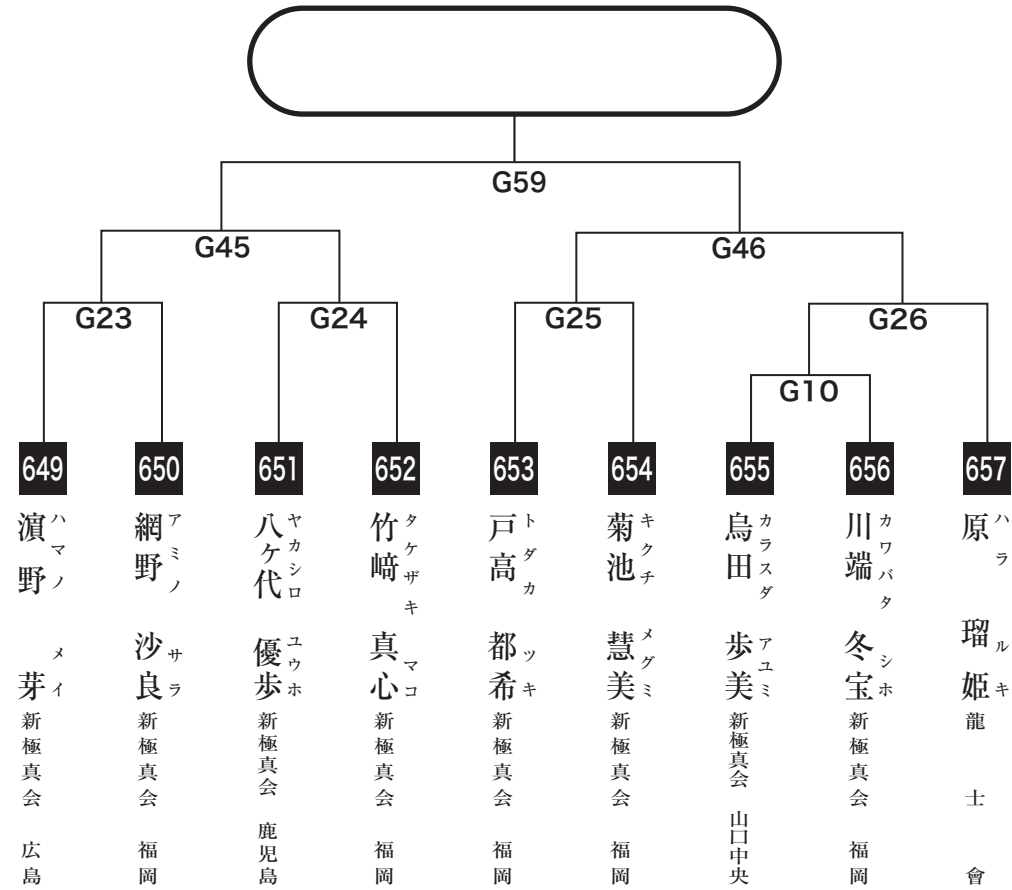 G59
G45
G46
G23
G24
G25
G26
G10
649
650
651
652
653
654
655
656
657
濵野 芽
ハマノ メイ
新極真会 広島
網野 沙良
アミノ サラ
新極真会 福岡
八ケ代 優歩
ヤカシロ ユウホ
新極真会 鹿児島
竹﨑 真心
タケザキ マコ
新極真会 福岡
戸高 都希
トダカ ツキ
新極真会 福岡
菊池 慧美
キクチ メグミ
新極真会 福岡
烏田 歩美
カラスダ アユミ
新極真会 山口中央
川端 冬宝
カワバタ シホ
新極真会 福岡
原 瑠姫
ハラ ルキ
龍士會